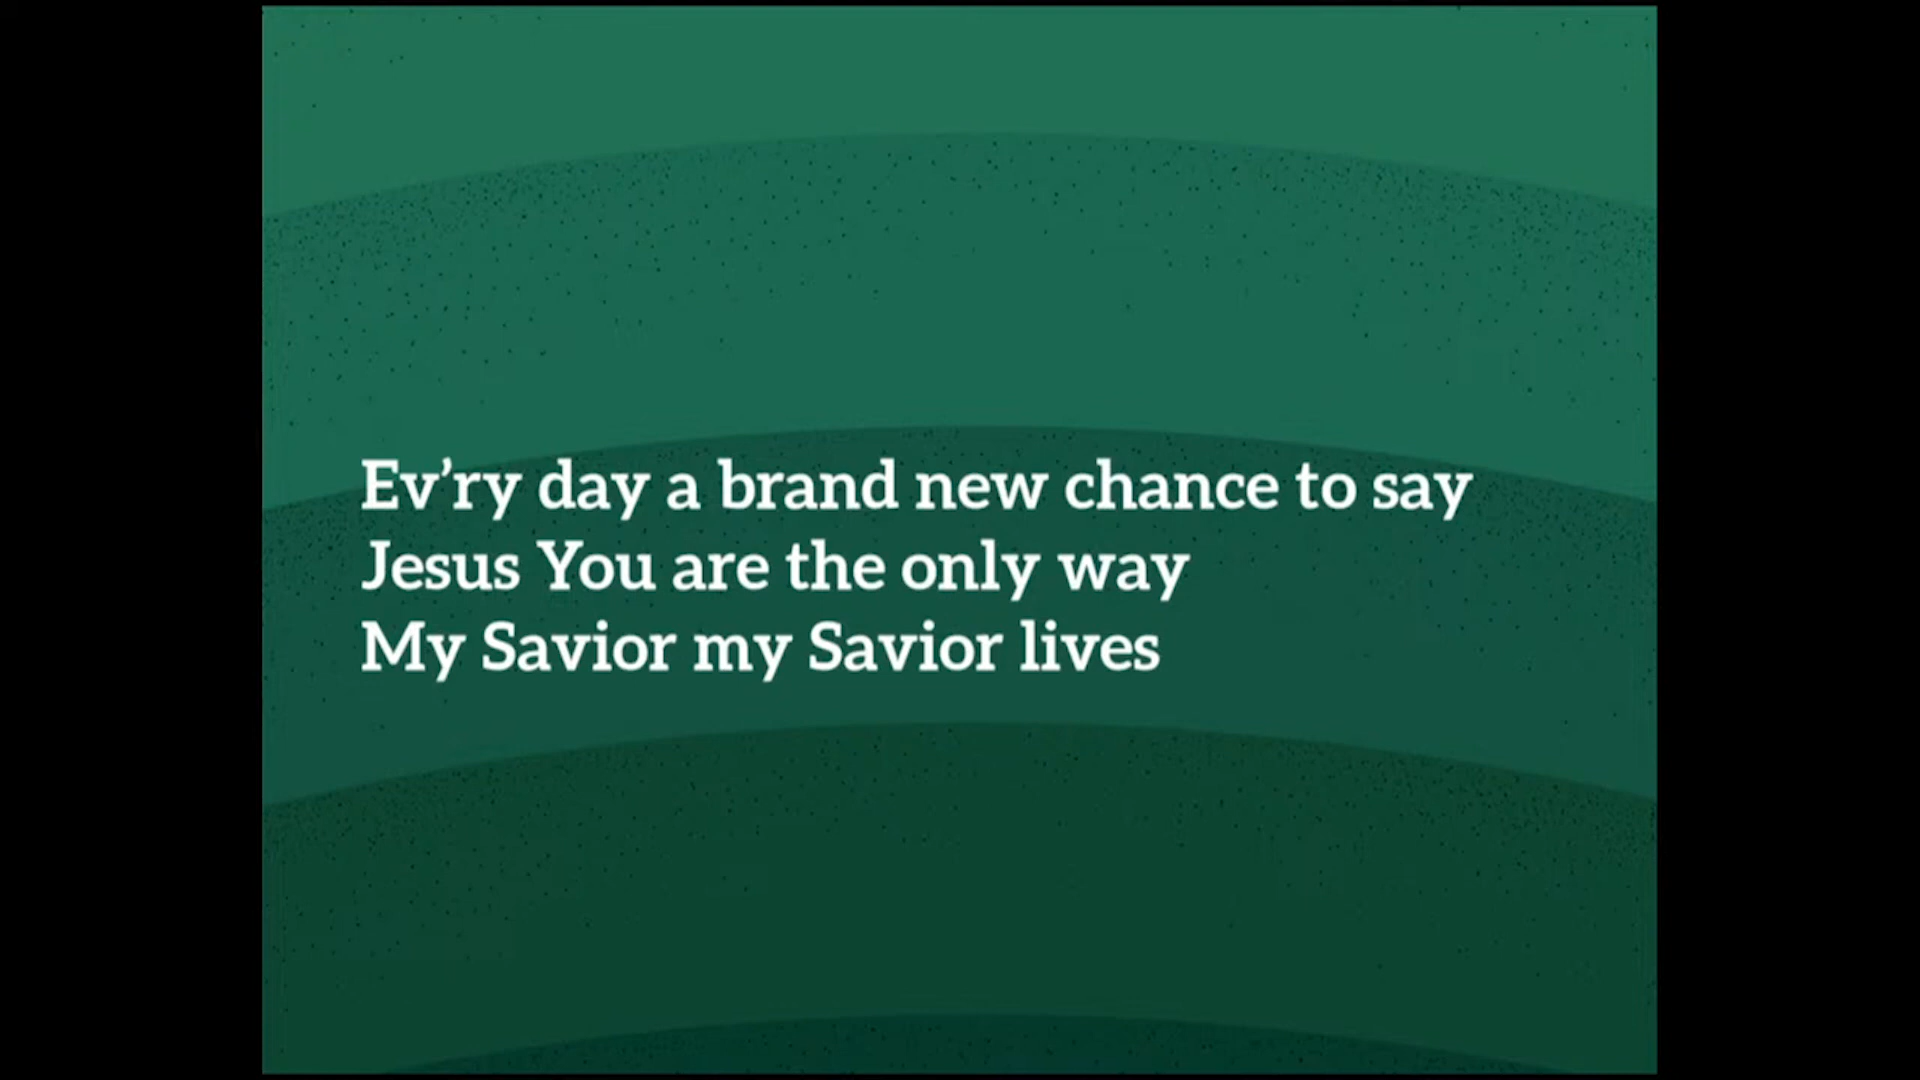 Ev’ry day a brand new chance to say
Jesus You are the only way
My Savior my Savior lives